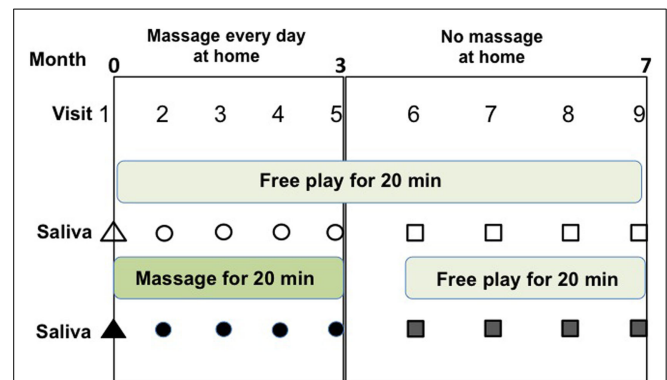 Massage every day
at home
No massage
at home
Month 0 3 7
Visit 1 2 3 4 5 6 7 8 9
Free play for 20 min
Saliva
Massage for 20 min
Free play for 20 min
Saliva